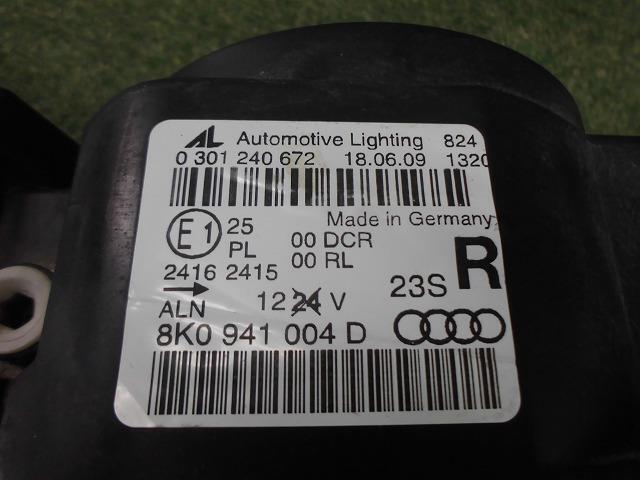 AL Automotive Lighting 824
0 301 240 672 18.06.09 1320
Made in Germany
E1 25 00 DCR
PL 00 RL
2416 2415
23S R
ALN 12 24 V
8K0 941 004 D